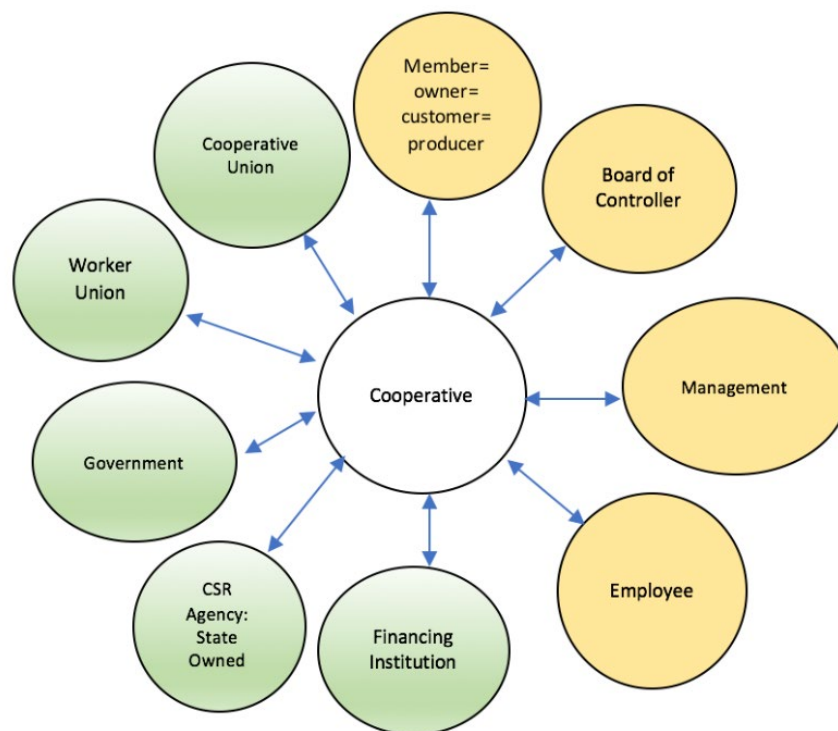 Member=
owner=
customer=
producer
Cooperative
Union
Board of
Controller
Worker
Union
Cooperative
Management
Government
CSR
Agency:
State
Owned
Financing
Institution
Employee